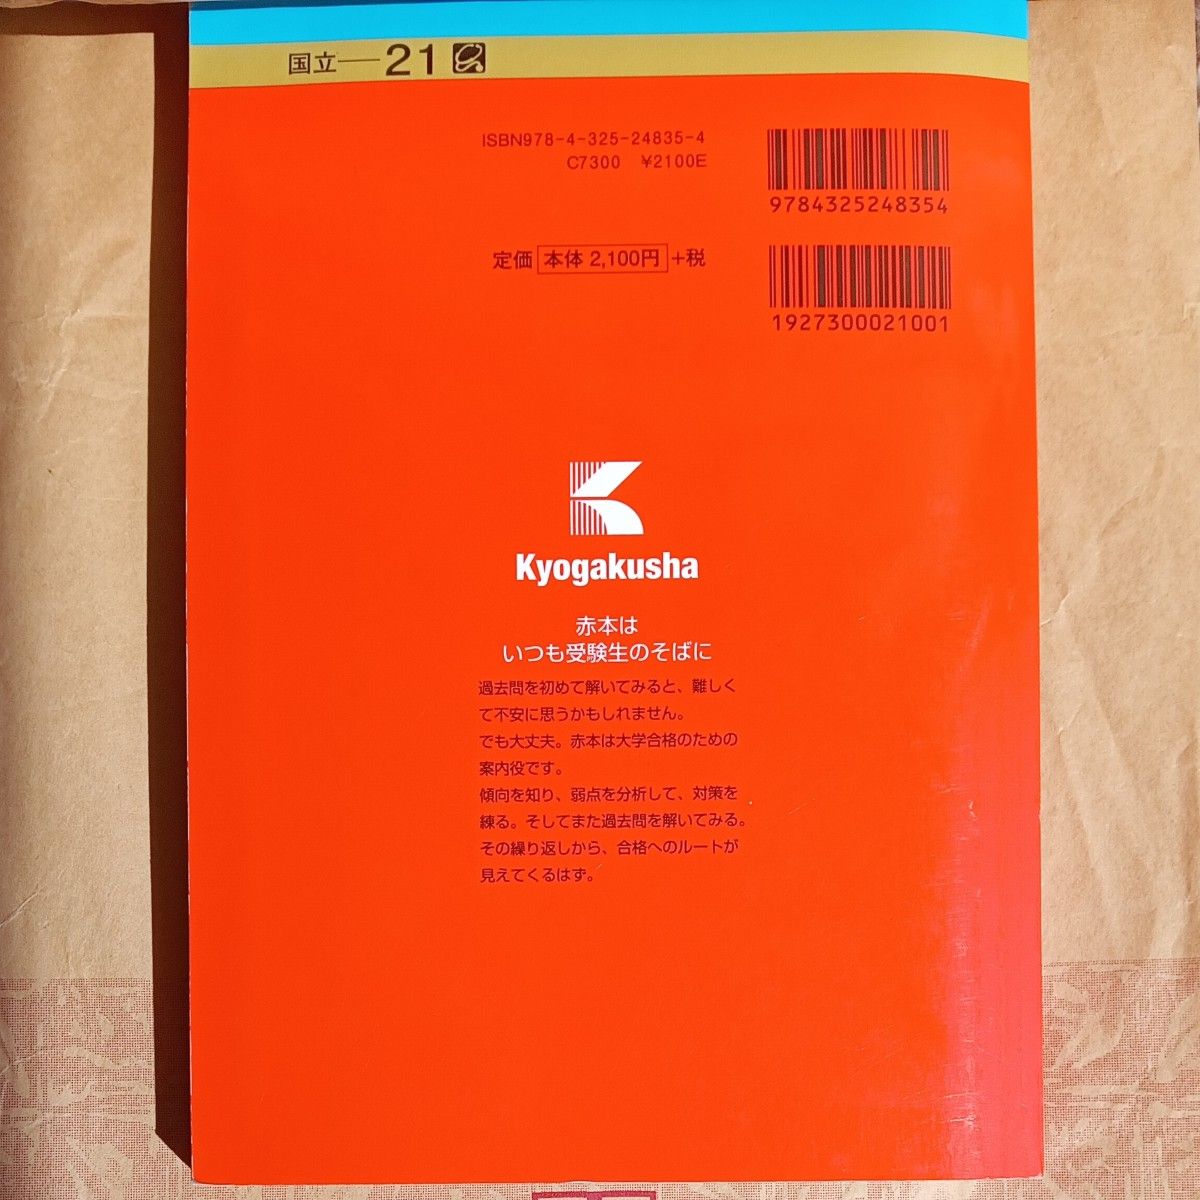 国立—21
ISBN978-4-325-24835-4
C7300 ¥2100E
9784325248354
定価 本体 2,100円 +税
1927300021001
Kyogakusha
赤本は
いつも受験生のそばに
過去問を初めて解いてみると、難しく
て不安に思うかもしれません。
でも大丈夫。赤本は大学合格のための
案内役です。
傾向を知り、弱点を分析して、対策を
練る。そしてまた過去問を解いてみる。
その繰り返しから、合格へのルートが
見えてくるはず。